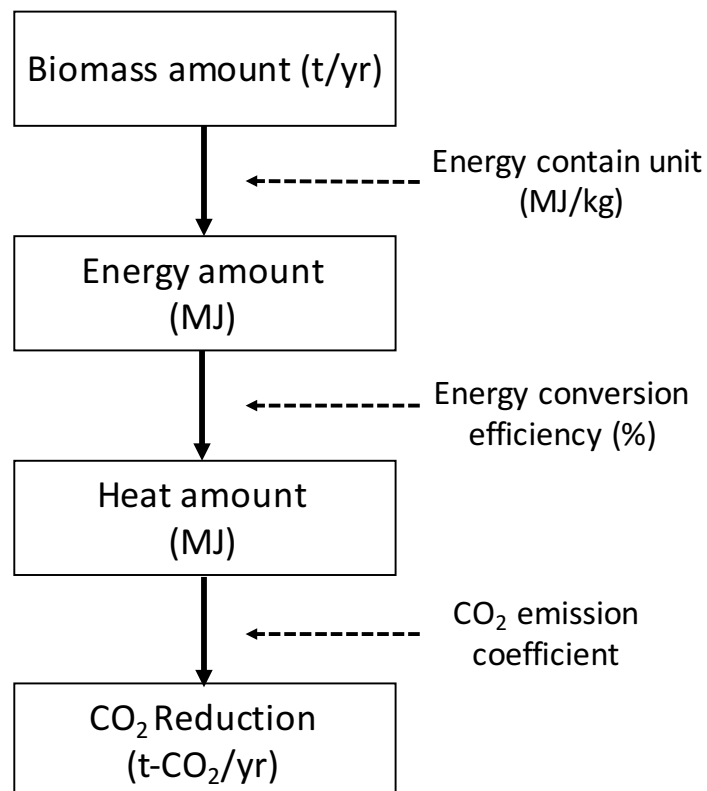 Biomass amount (t/yr)
Energy contain unit
(MJ/kg)
Energy amount
(MJ)
Energy conversion
efficiency (%)
Heat amount
(MJ)
CO₂ emission
coefficient
CO₂ Reduction
(t-CO₂/yr)